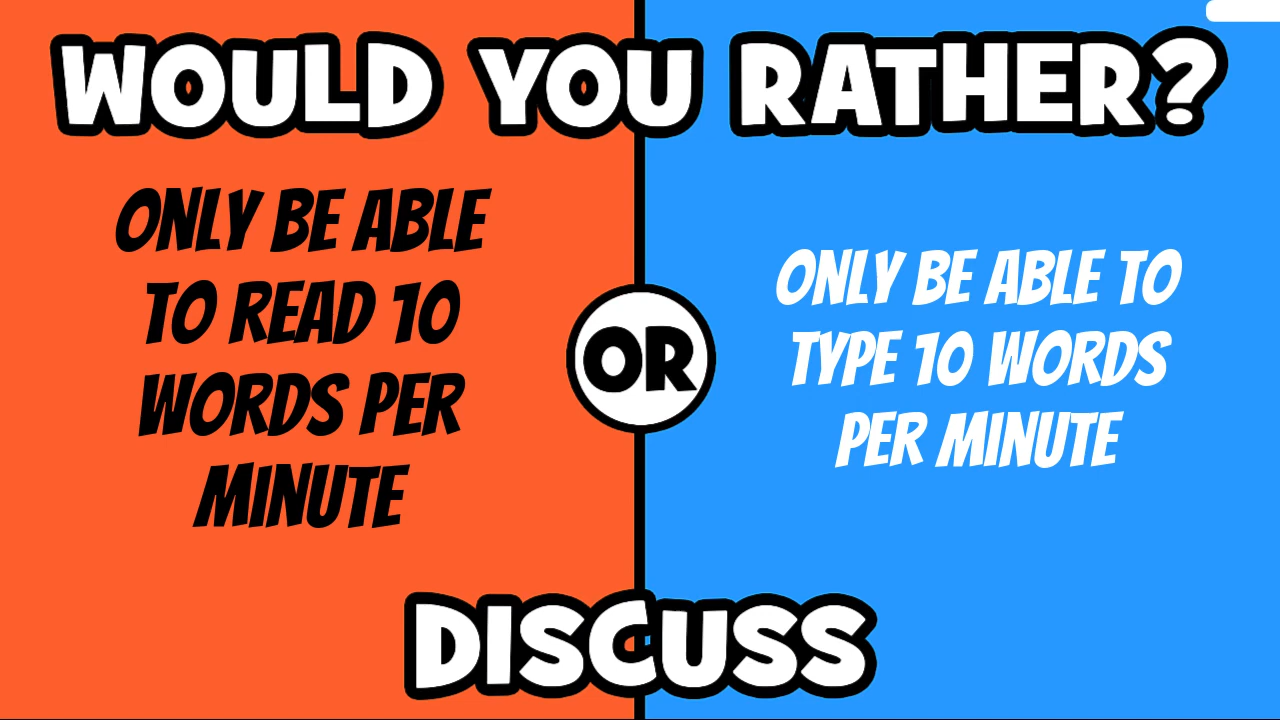 WOULD YOU RATHER?
ONLY BE ABLE
TO READ 10
WORDS PER
MINUTE
OR
ONLY BE ABLE TO
TYPE 10 WORDS
PER MINUTE
DISCUSS